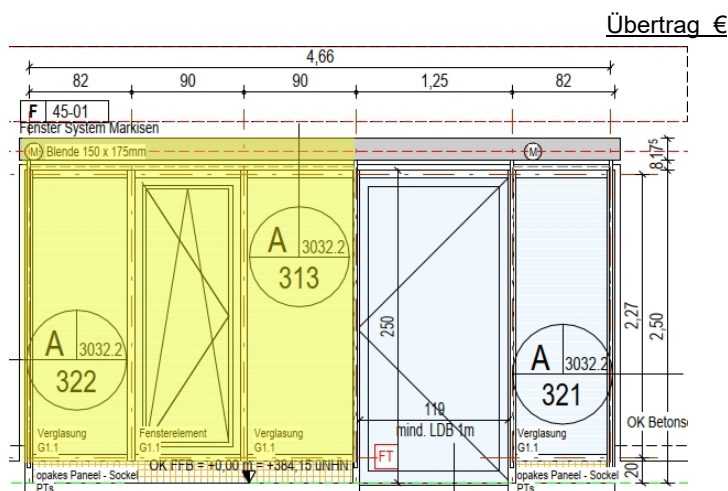 Übertrag €
4,66
82 90 90 1,25 82
F 45-01
Fenster System Markisen
M Blende 150 x 175mm M
8 17⁵
A 3032.2
313
A 3032.2
322
A 3032.2
321
250
2,27
2,50
119
mind. LDB 1m
OK Betons
Verglasung
G1.1
Fensterelement
G1.1
Verglasung
G1.1
Verglasung
G1.1
FT
OK FFB = +0,00 m = +384,15 üNHN
20
opakes Paneel - Sockel
PTs
opakes Paneel - Sockel
PTs